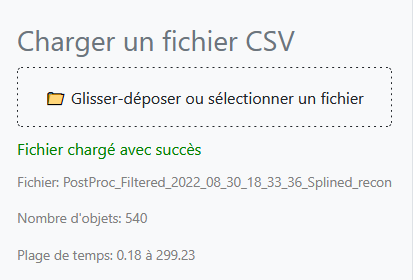 Charger un fichier CSV
Glisser-déposer ou sélectionner un fichier
Fichier chargé avec succès
Fichier: PostProc_Filtered_2022_08_30_18_33_36_Splined_recon
Nombre d'objets: 540
Plage de temps: 0.18 à 299.23